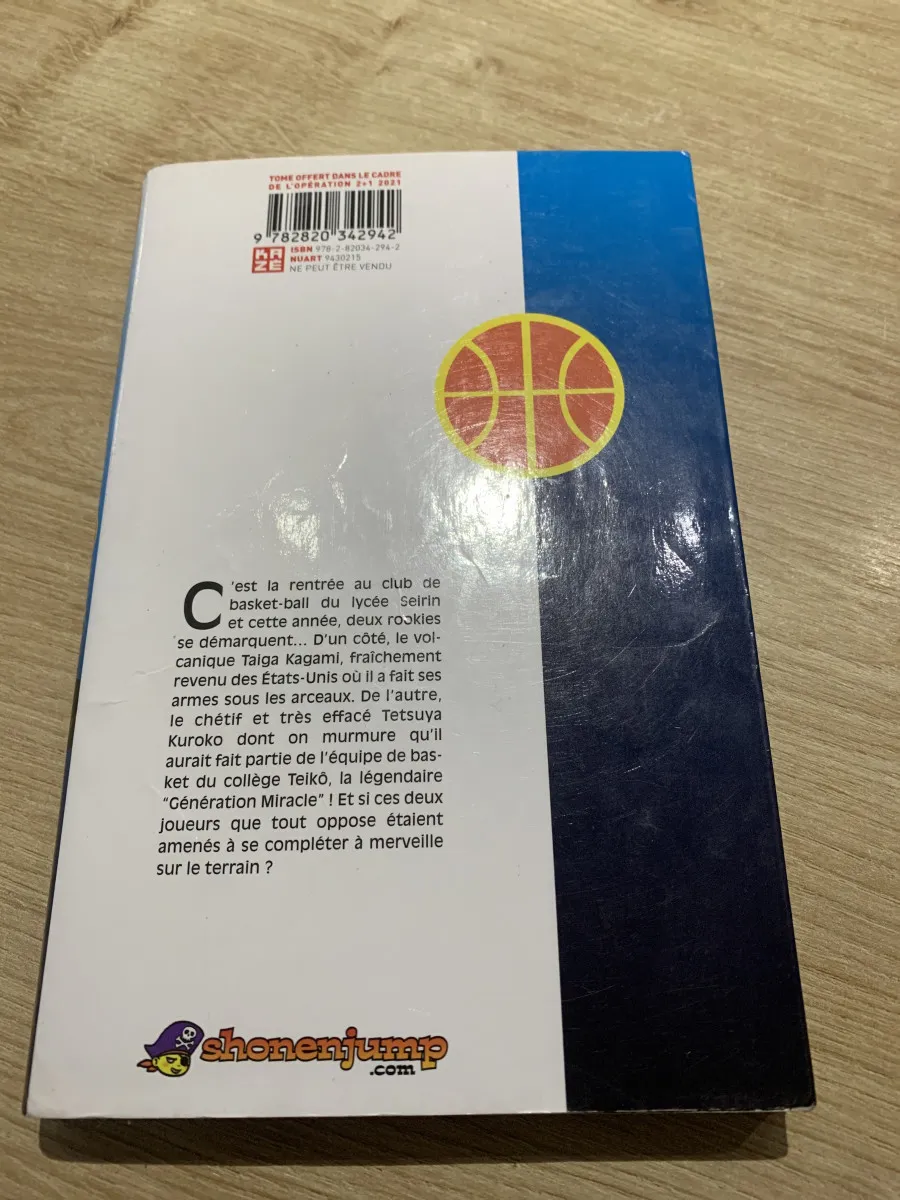 TOME OFFERT DANS LE CADRE
DE L'OPÉRATION 2+1 2021
9 782820 342942
KAZE
ISBN 978-2-82034-294-2
NUART 9430215
NE PEUT ÊTRE VENDU
C'est la rentrée au club de
basket-ball du lycée Seirin
et cette année, deux rookies
se démarquent... D'un côté, le vol-
canique Taiga Kagami, fraîchement
revenu des États-Unis où il a fait ses
armes sous les arceaux. De l'autre,
le chétif et très effacé Tetsuya
Kuroko dont on murmure qu'il
aurait fait partie de l'équipe de bas-
ket du collège Teikô, la légendaire
“Génération Miracle” ! Et si ces deux
joueurs que tout oppose étaient
amenés à se compléter à merveille
sur le terrain ?
shonenjump
.com